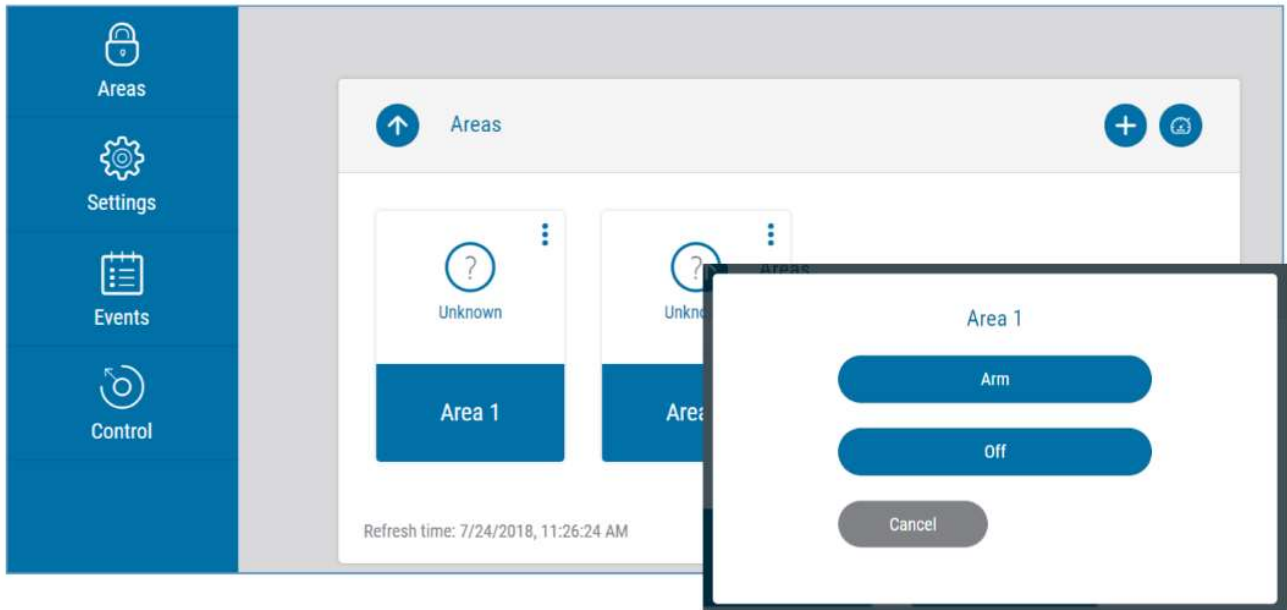 Areas
Settings
Events
Control
Areas
?
Unknown
Area 1
?
Refresh time: 7/24/2018, 11:26:24 AM
Areas
Area 1
Arm
Off
Cancel